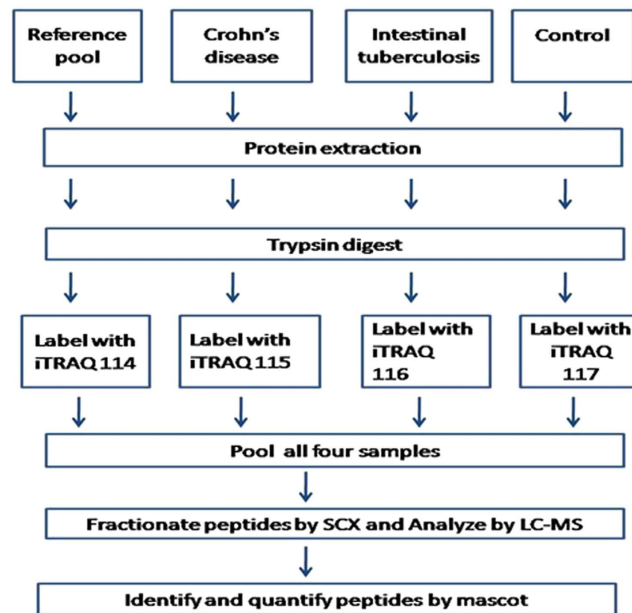 Reference
pool
Crohn's
disease
Intestinal
tuberculosis
Control
Protein extraction
Trypsin digest
Label with
iTRAQ 114
Label with
iTRAQ 115
Label with
iTRAQ
116
Label with
iTRAQ
117
Pool all four samples
Fractionate peptides by SCX and Analyze by LC-MS
Identify and quantify peptides by mascot